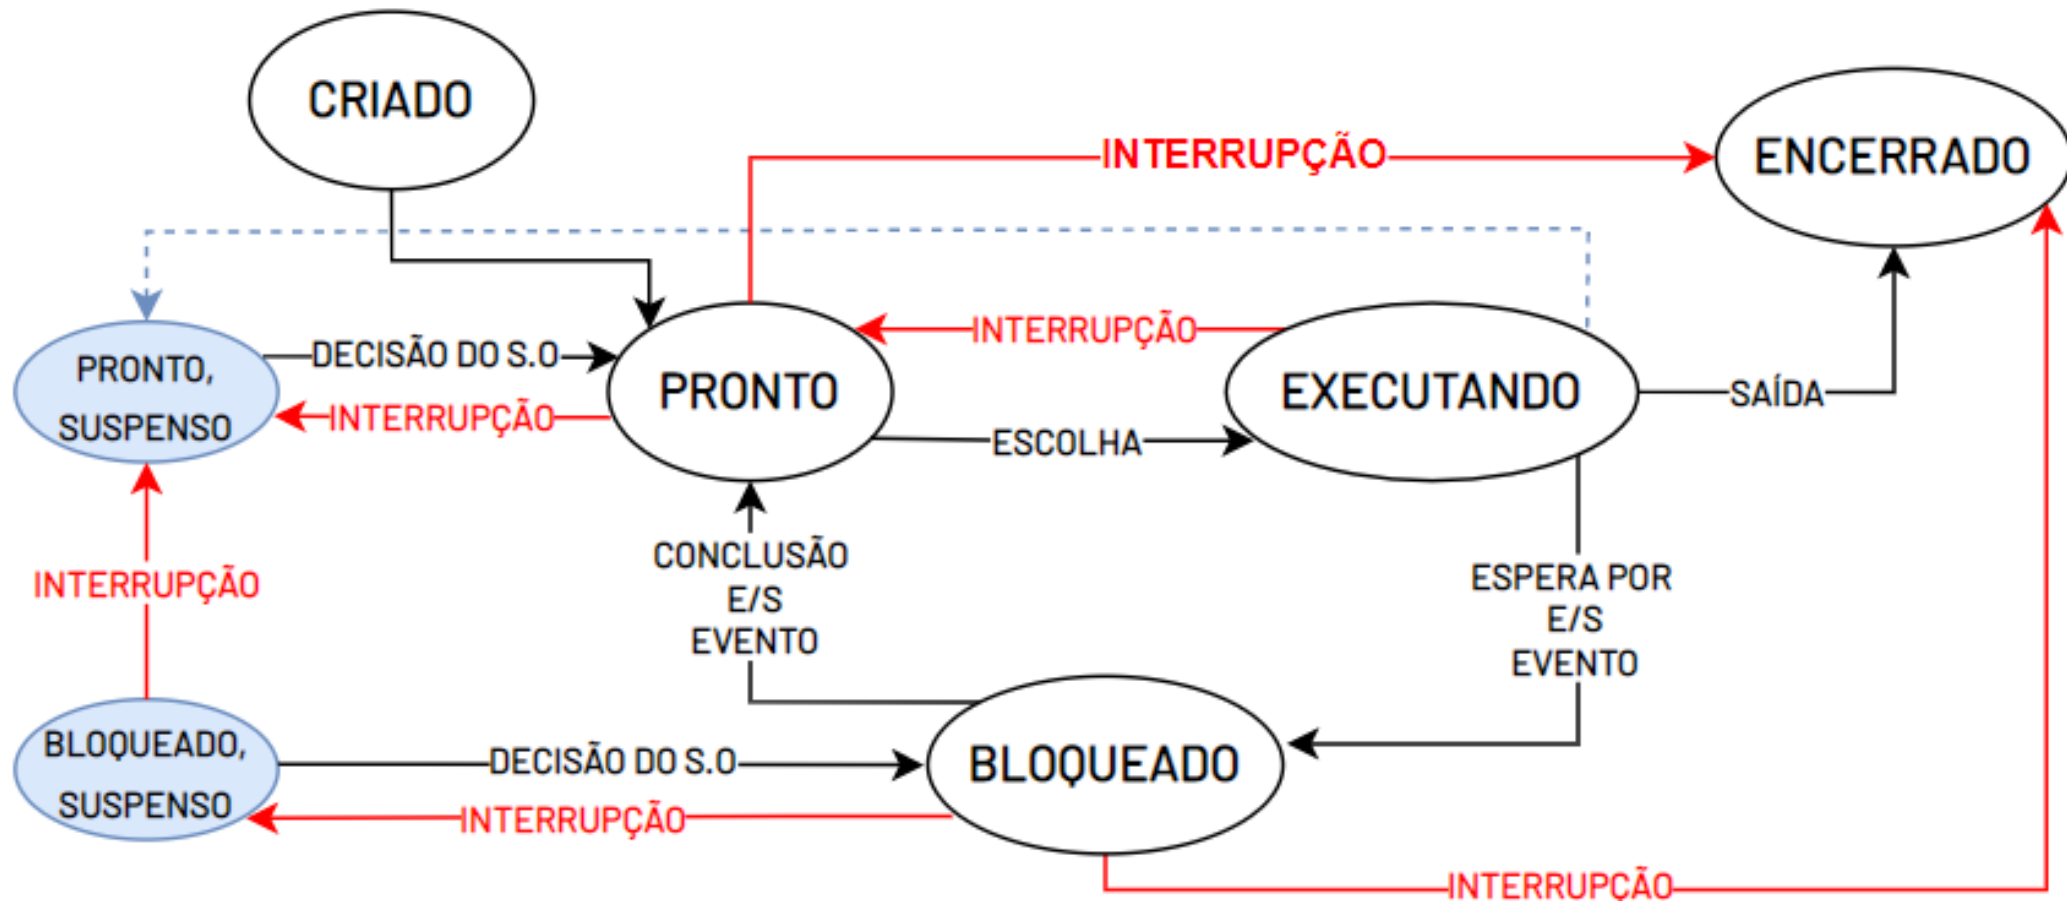 CRIADO
INTERRUPÇÃO
ENCERRADO
PRONTO,
SUSPENSO
DECISÃO DO S.O
INTERRUPÇÃO
PRONTO
INTERRUPÇÃO
ESCOLHA
EXECUTANDO
SAÍDA
INTERRUPÇÃO
CONCLUSÃO
E/S
EVENTO
ESPERA POR
E/S
EVENTO
BLOQUEADO,
SUSPENSO
DECISÃO DO S.O
INTERRUPÇÃO
BLOQUEADO
INTERRUPÇÃO